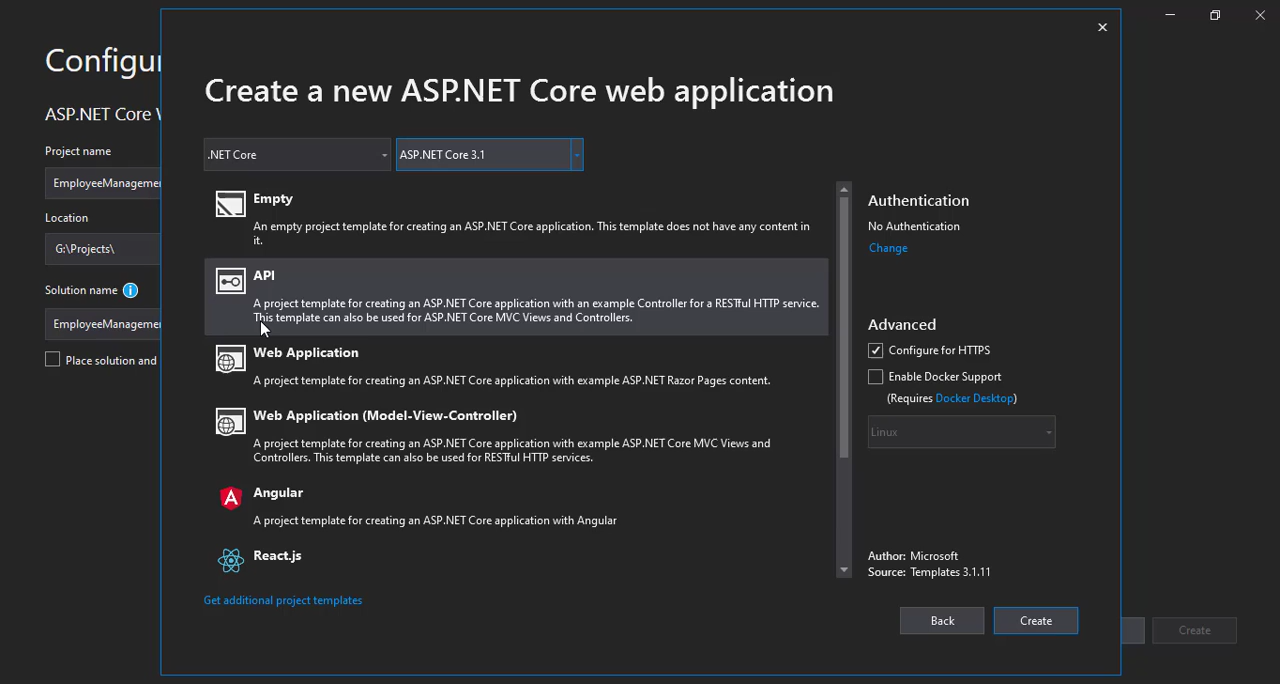 Configu
ASP.NET Core
Project name
EmployeeManageme
Location
G:\Projects\
Solution name
EmployeeManageme
Place solution and
Create a new ASP.NET Core web application
.NET Core
ASP.NET Core 3.1
Empty
An empty project template for creating an ASP.NET Core application. This template does not have any content in
it.
API
A project template for creating an ASP.NET Core application with an example Controller for a RESTful HTTP service.
This template can also be used for ASP.NET Core MVC Views and Controllers.
Web Application
A project template for creating an ASP.NET Core application with example ASP.NET Razor Pages content.
Web Application (Model-View-Controller)
A project template for creating an ASP.NET Core application with example ASP.NET Core MVC Views and
Controllers. This template can also be used for RESTful HTTP services.
Angular
A project template for creating an ASP.NET Core application with Angular
React.js
Get additional project templates
Authentication
No Authentication
Change
Advanced
Configure for HTTPS
Enable Docker Support
(Requires Docker Desktop)
Linux
Author: Microsoft
Source: Templates 3.1.11
Back
Create
Create